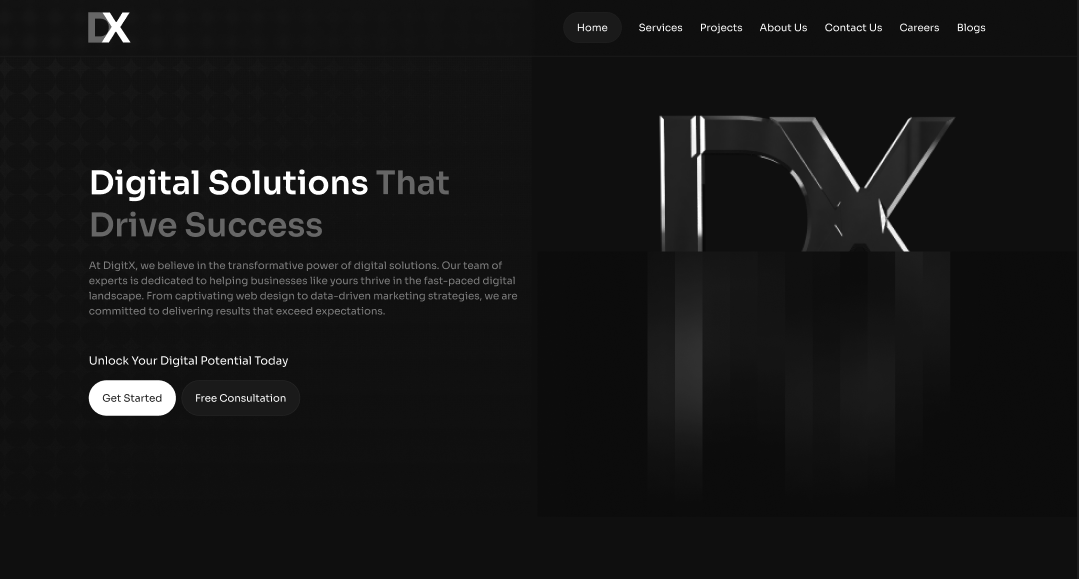 DX
Home Services Projects About Us Contact Us Careers Blogs
DX
Digital Solutions That
Drive Success
At DigitX, we believe in the transformative power of digital solutions. Our team of
experts is dedicated to helping businesses like yours thrive in the fast-paced digital
landscape. From captivating web design to data-driven marketing strategies, we are
committed to delivering results that exceed expectations.
Unlock Your Digital Potential Today
Get Started Free Consultation